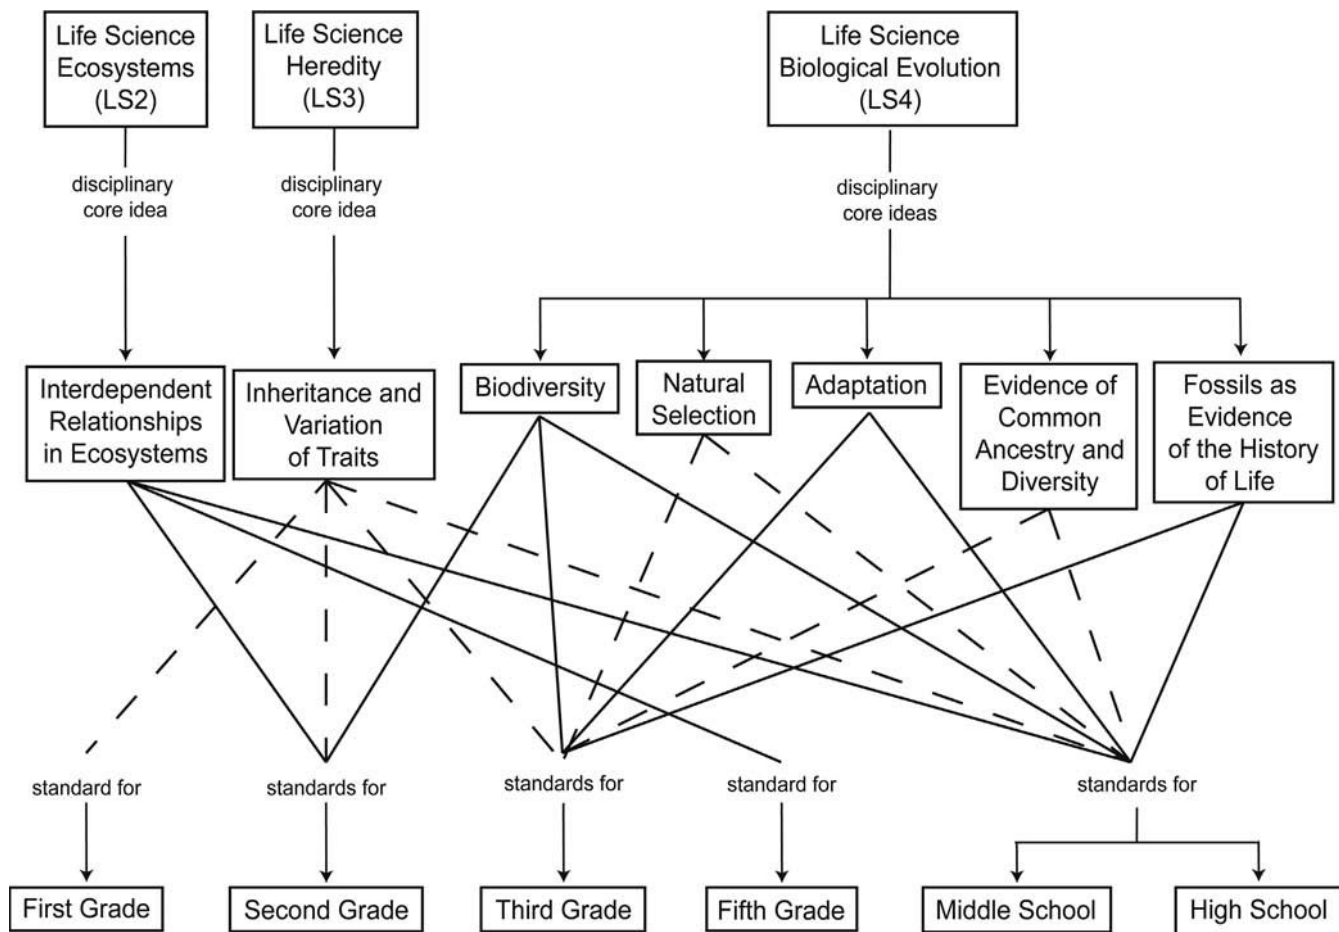 Life Science
Ecosystems
(LS2)
Life Science
Heredity
(LS3)
Life Science
Biological Evolution
(LS4)
disciplinary
core idea
disciplinary
core idea
disciplinary
core ideas
Interdependent
Relationships
in Ecosystems
Inheritance and
Variation
of Traits
Biodiversity
Natural
Selection
Adaptation
Evidence of
Common
Ancestry and
Diversity
Fossils as
Evidence
of the History
of Life
standard for
standards for
standards for
standard for
standards for
First Grade
Second Grade
Third Grade
Fifth Grade
Middle School
High School